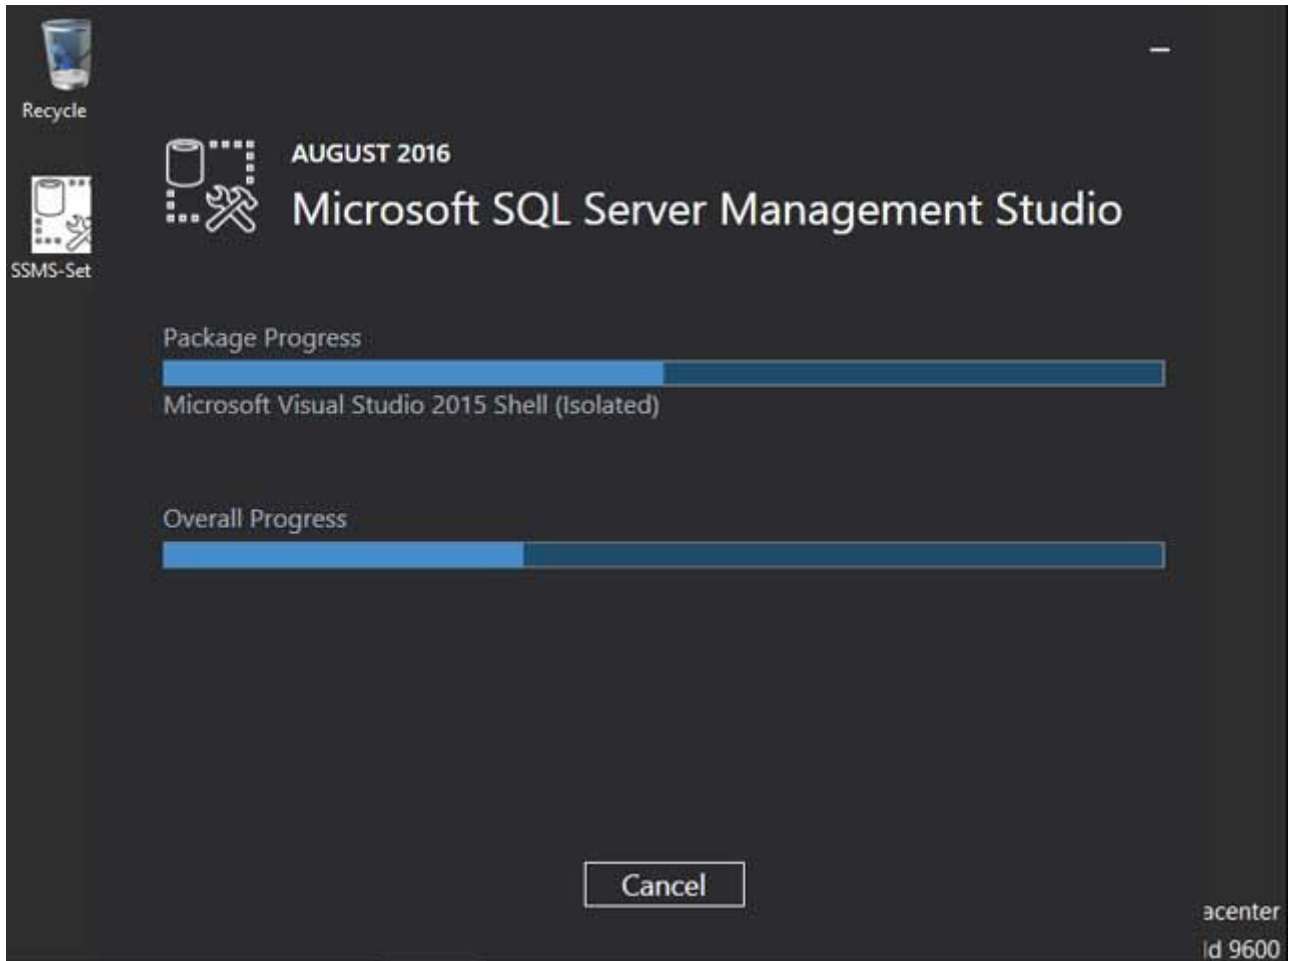 Recycle
SSMS-Set
AUGUST 2016
Microsoft SQL Server Management Studio
Package Progress
Microsoft Visual Studio 2015 Shell (Isolated)
Overall Progress
Cancel
acenter
ld 9600